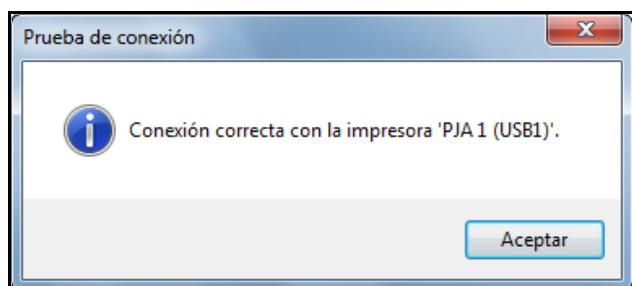 Prueba de conexión
Conexión correcta con la impresora 'PJA 1 (USB1)'.
Aceptar